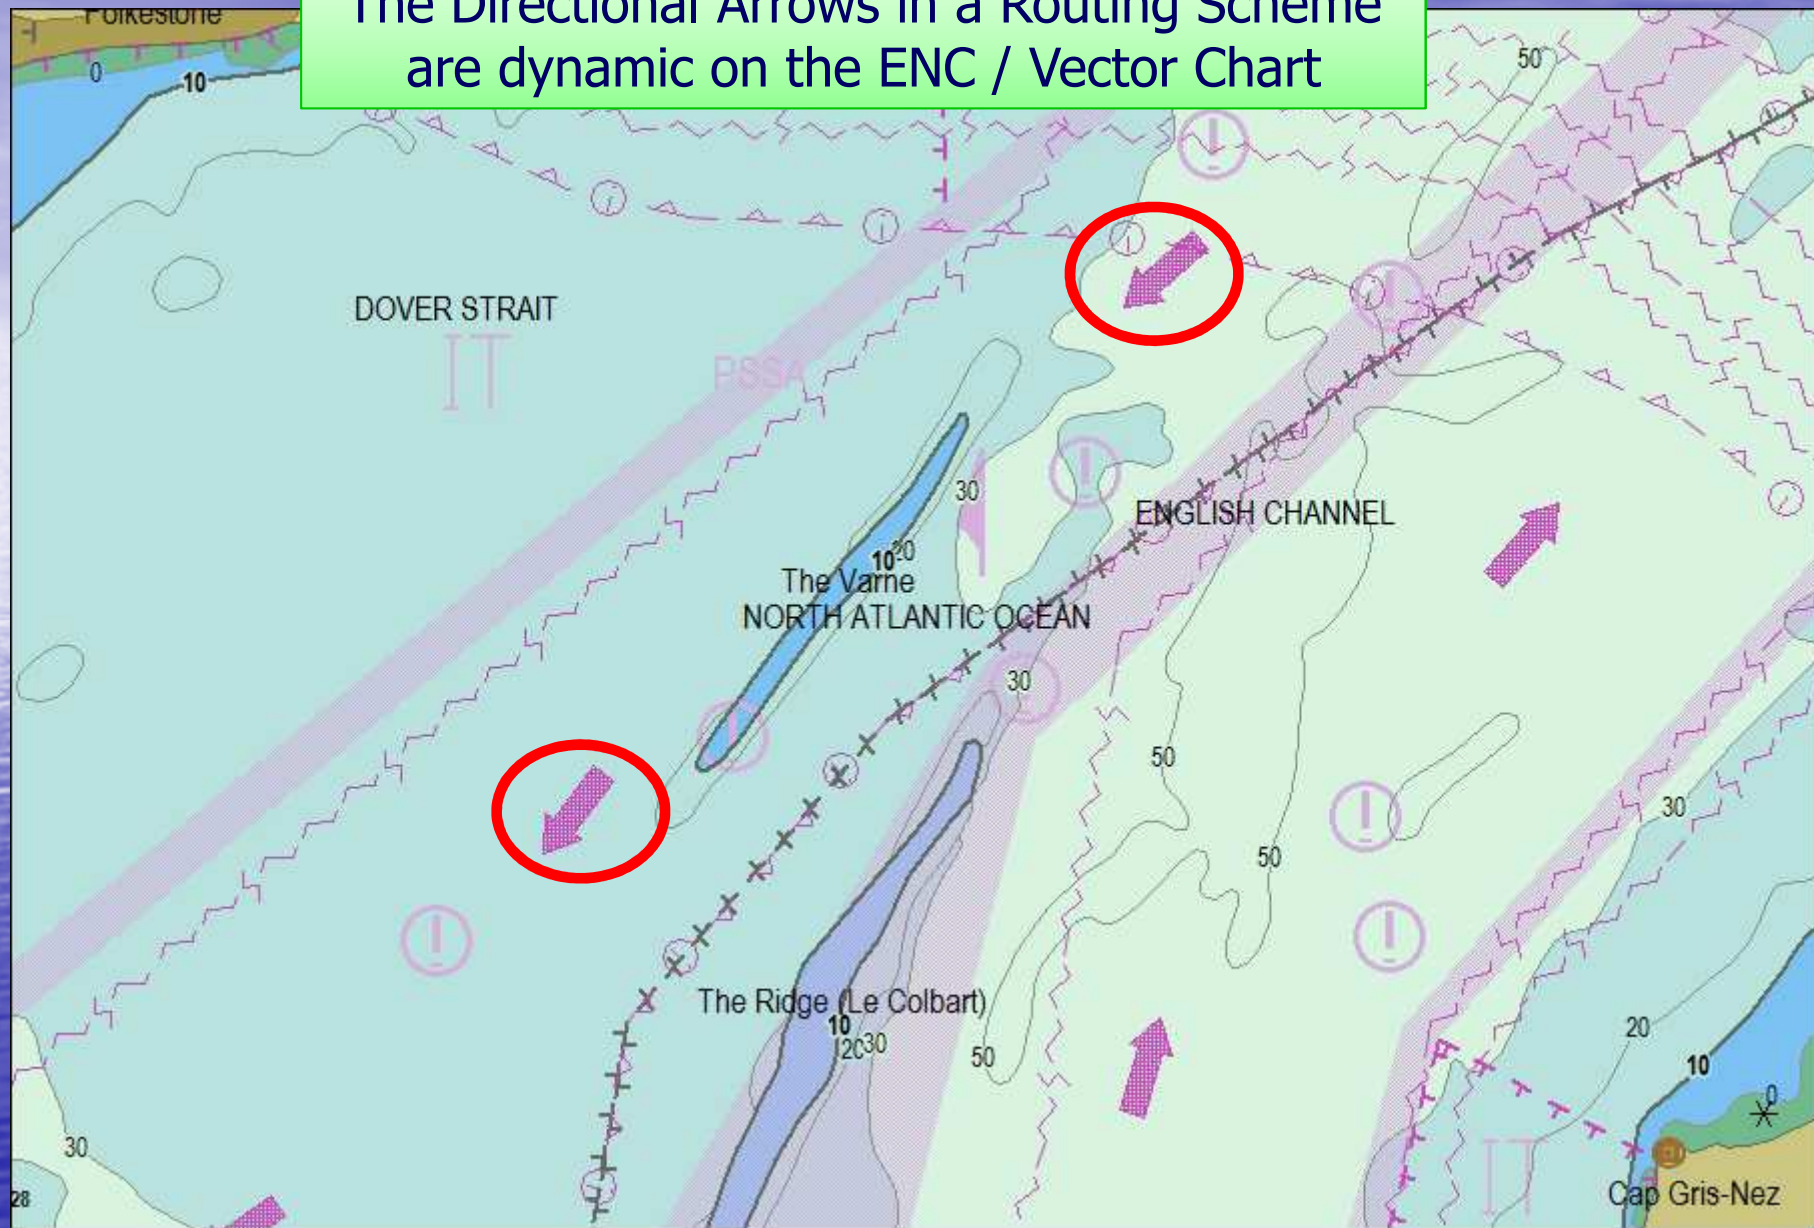 The Directional Arrows in a Routing Scheme
are dynamic on the ENC / Vector Chart
Folkestone
0
10
50
DOVER STRAIT
IT
PSSA
30
ENGLISH CHANNEL
10
20
The Varne
NORTH ATLANTIC OCEAN
30
50
30
50
The Ridge (Le Colbart)
10
20
30
50
20
10
0
30
28
IT
Cap Gris-Nez